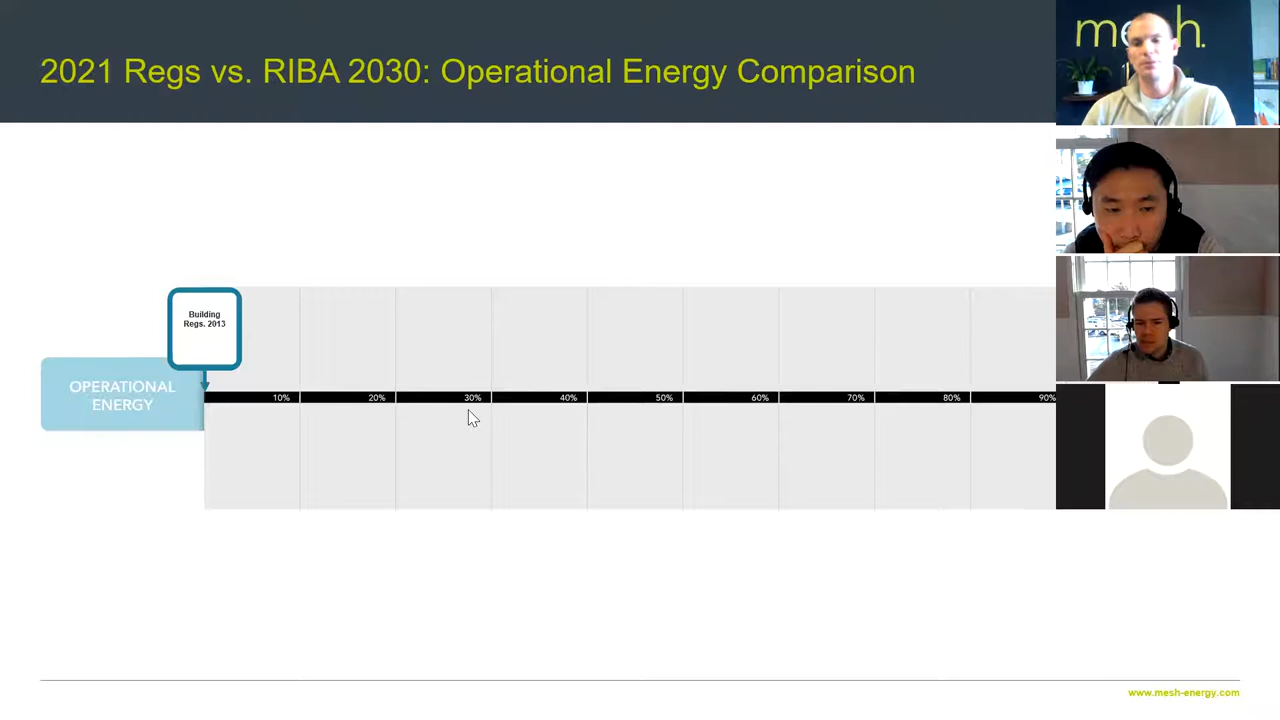 2021 Regs vs. RIBA 2030: Operational Energy Comparison
mesh.
Building
Regs. 2013
OPERATIONAL
ENERGY
10% 20% 30% 40% 50% 60% 70% 80% 90%
www.mesh-energy.com